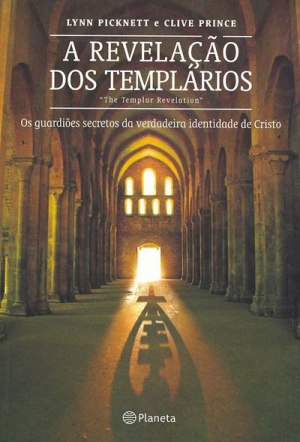 LYNN PICKNETT e CLIVE PRINCE
A REVELAÇÃO
DOS TEMPLÁRIOS
"The Templar Revelation"
Os guardiões secretos da verdadeira identidade de Cristo
Planeta